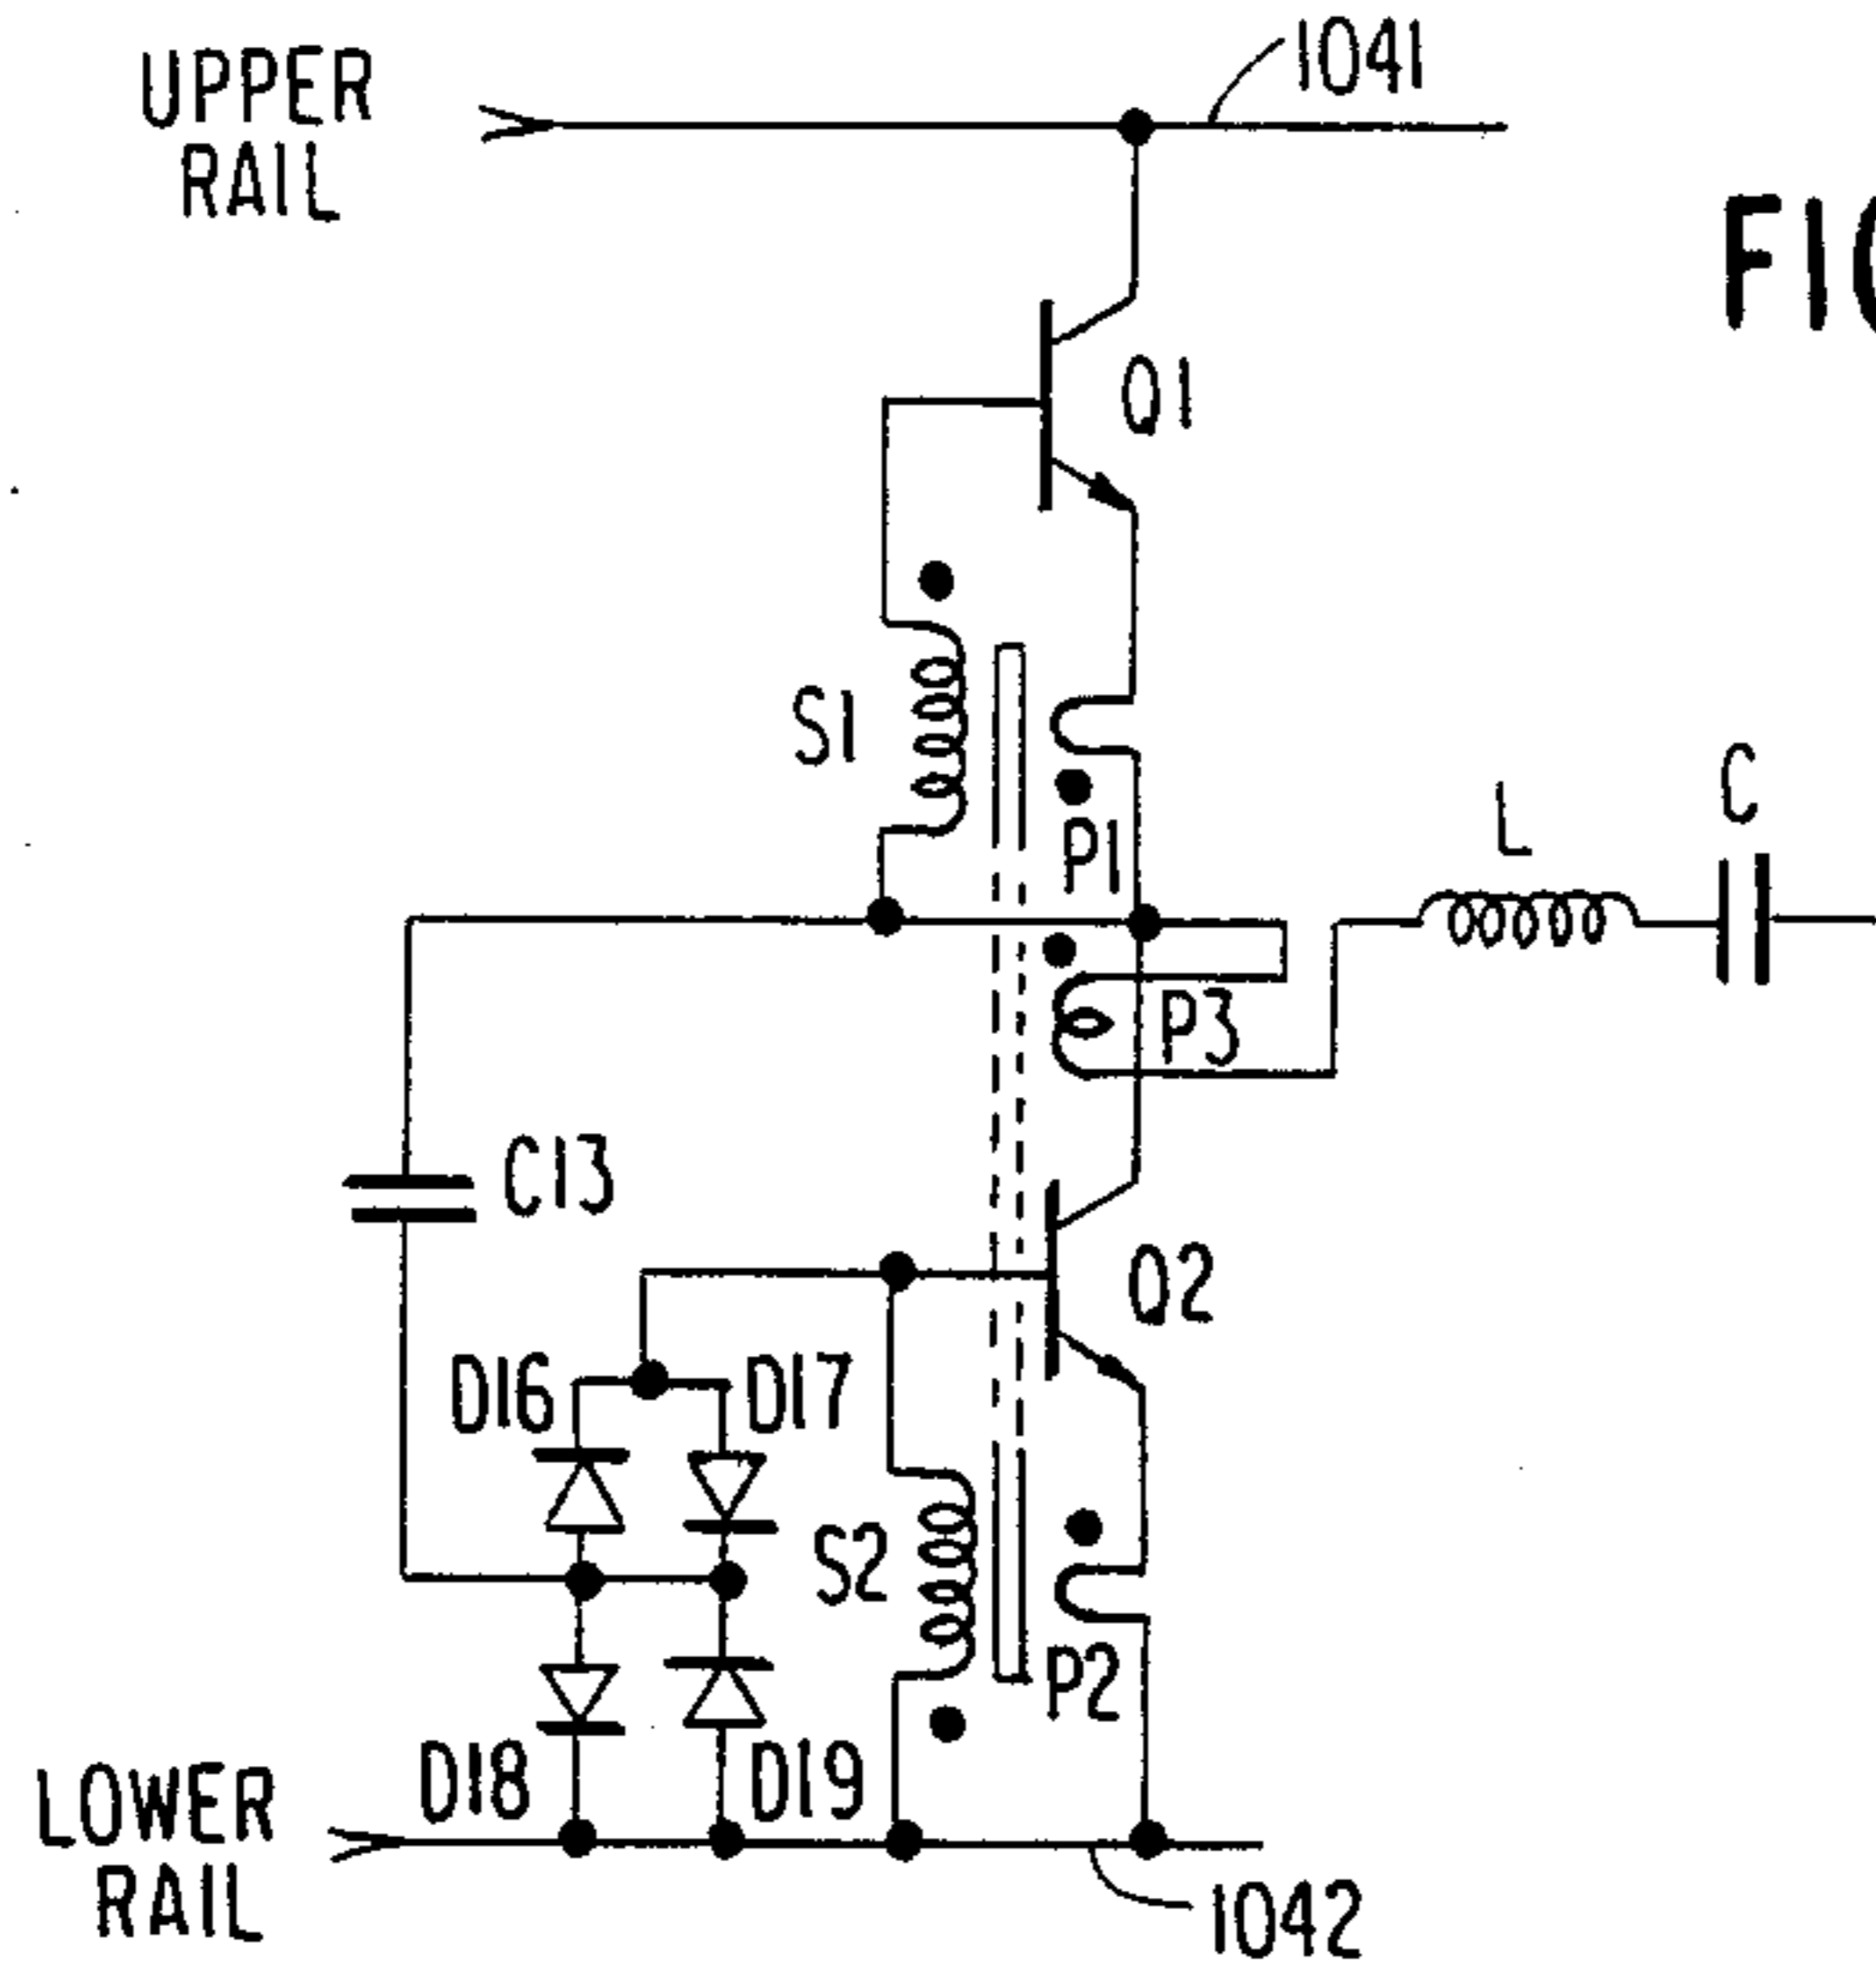 UPPER
RAIL
1041
FIG
Q1
S1
P1
L
C
P3
C13
Q2
D16
D17
S2
P2
D18
D19
LOWER
RAIL
1042